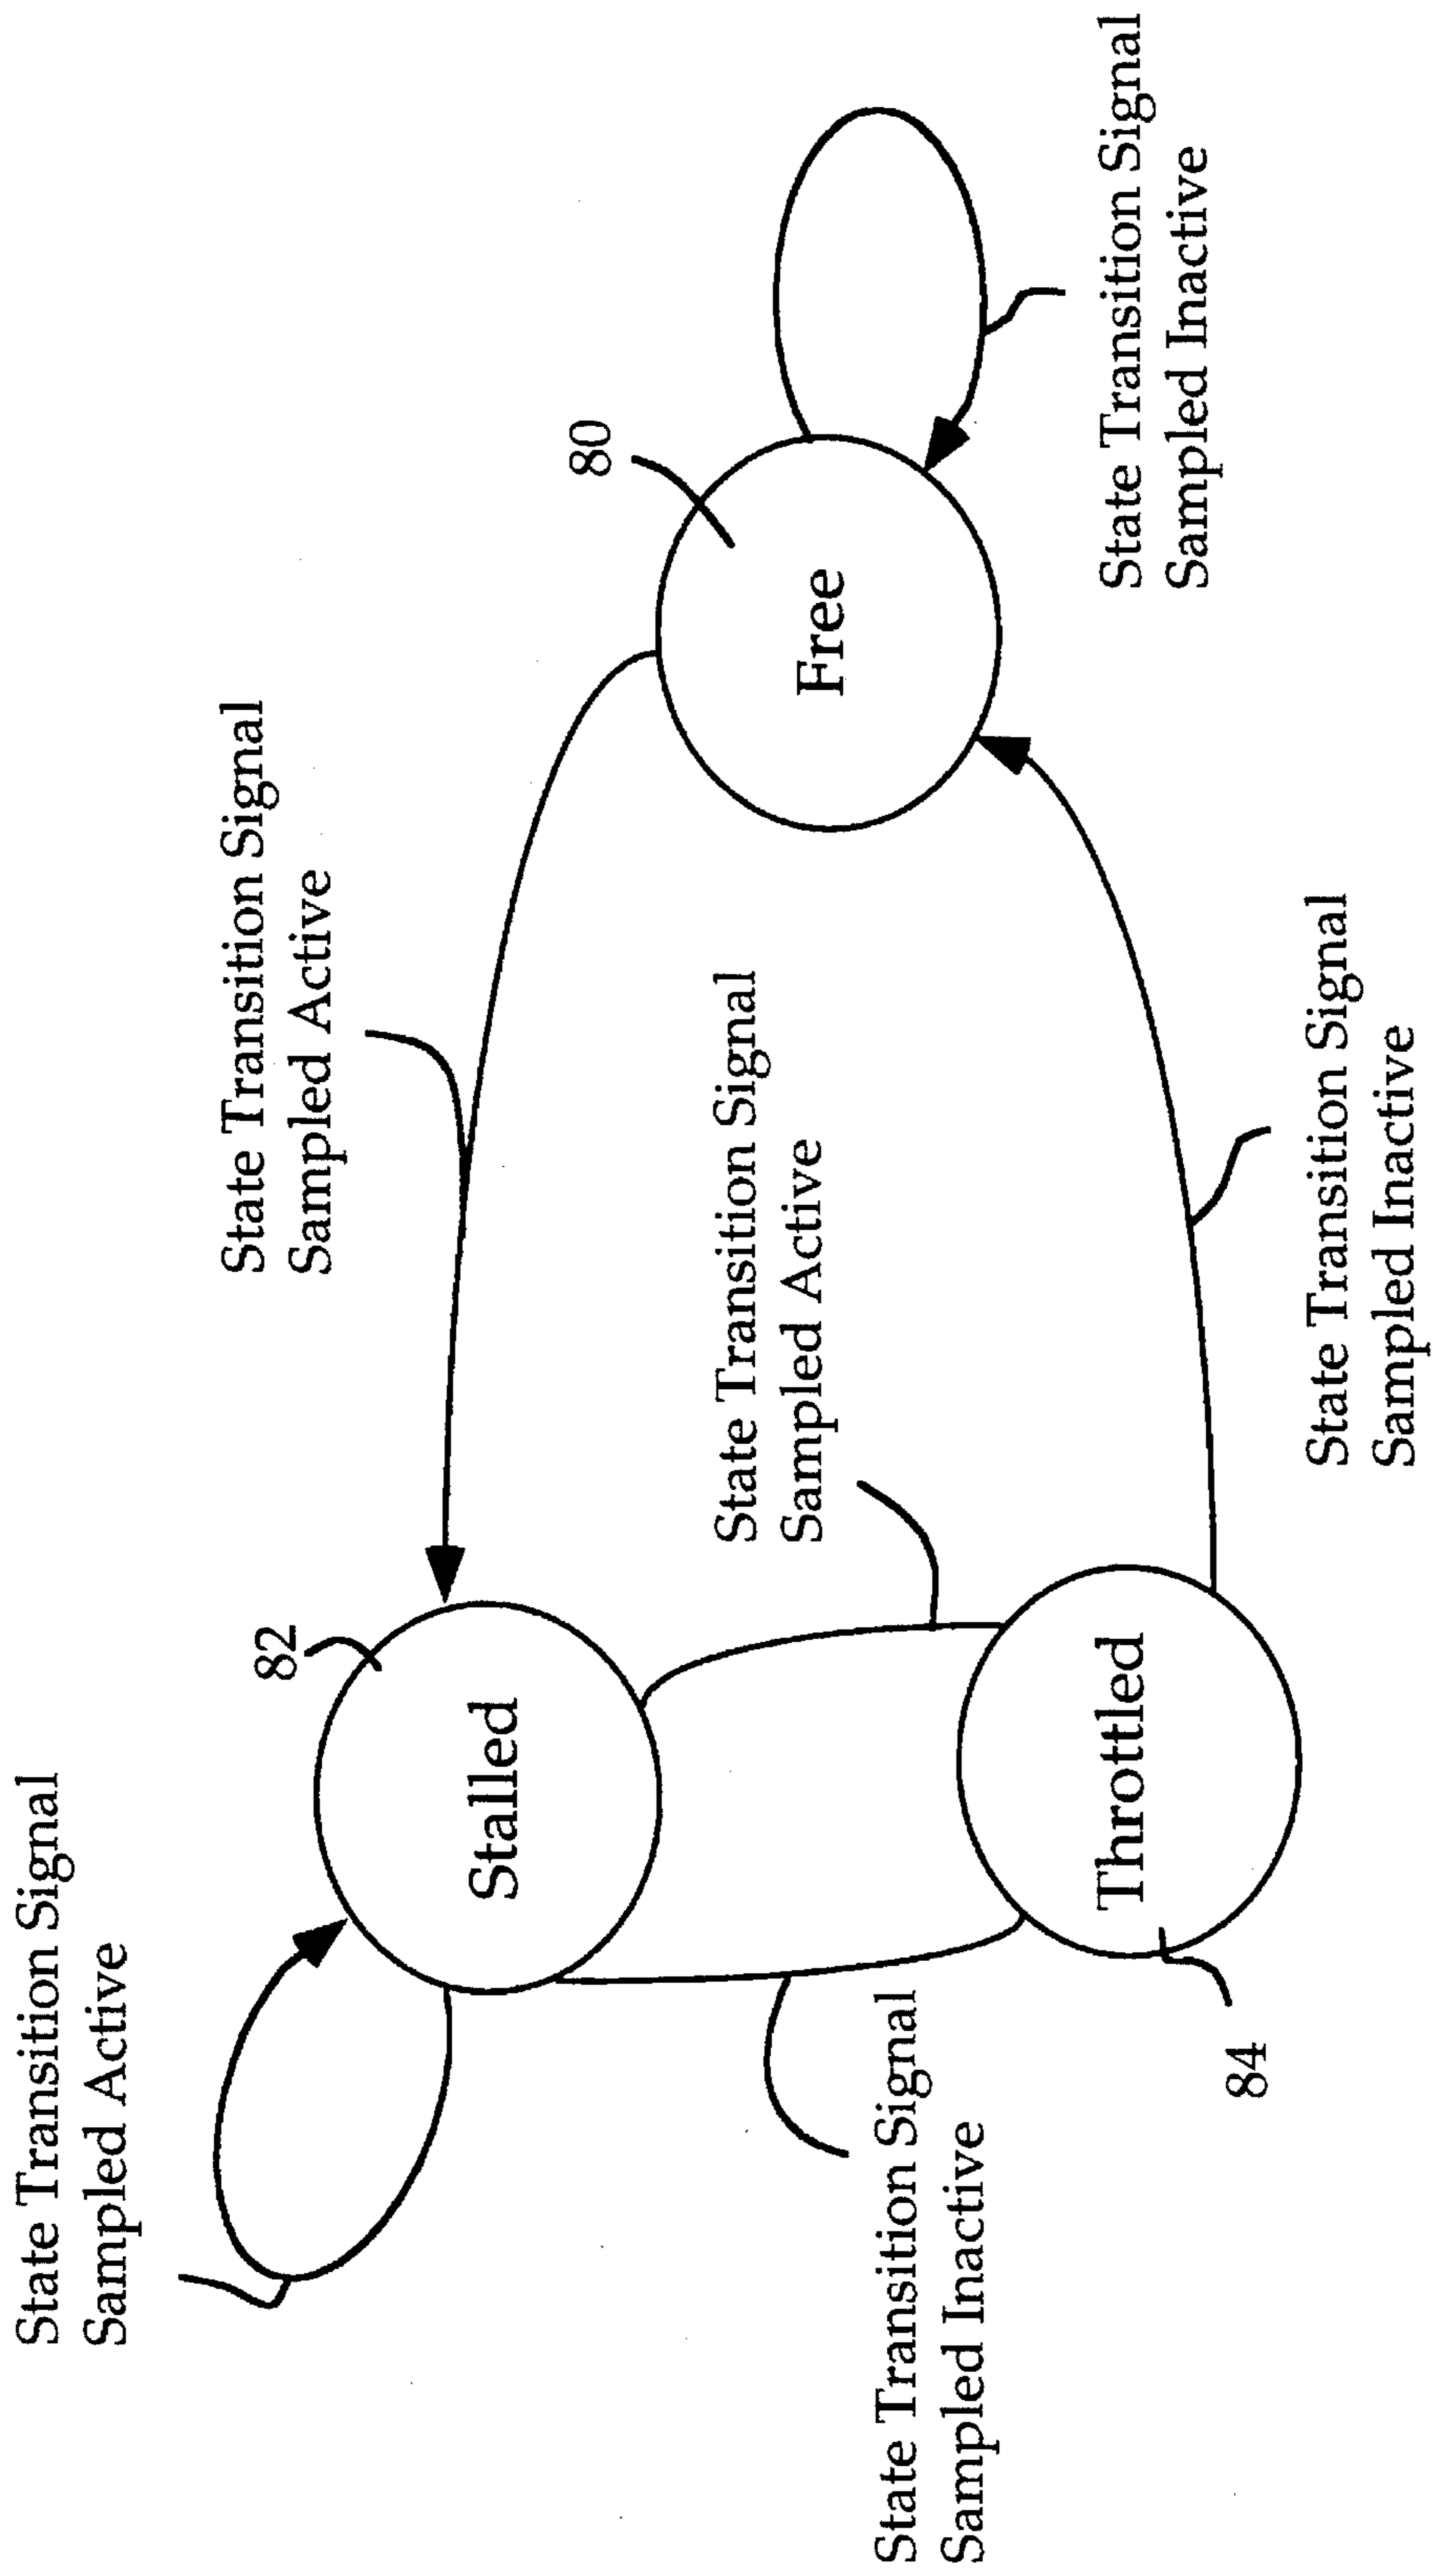 State Transition Signal
Sampled Active
82
Stalled
State Transition Signal
Sampled Active
80
Free
State Transition Signal
Sampled Inactive
State Transition Signal
Sampled Active
State Transition Signal
Sampled Inactive
Throttled
84
State Transition Signal
Sampled Inactive